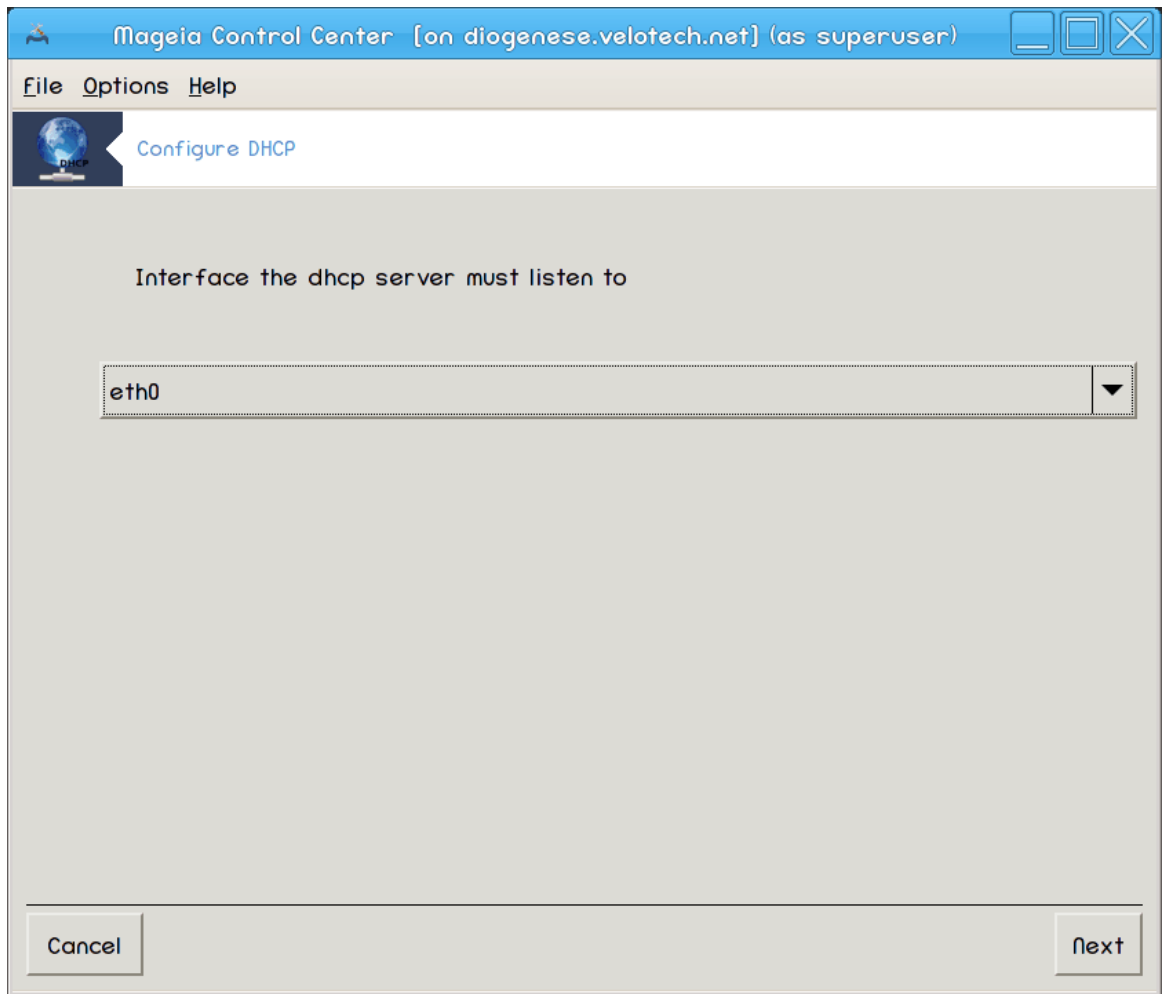 Mageia Control Center [on diogenese.velotech.net] (as superuser)
File Options Help
DHCP
Configure DHCP
Interface the dhcp server must listen to
eth0
Cancel Next